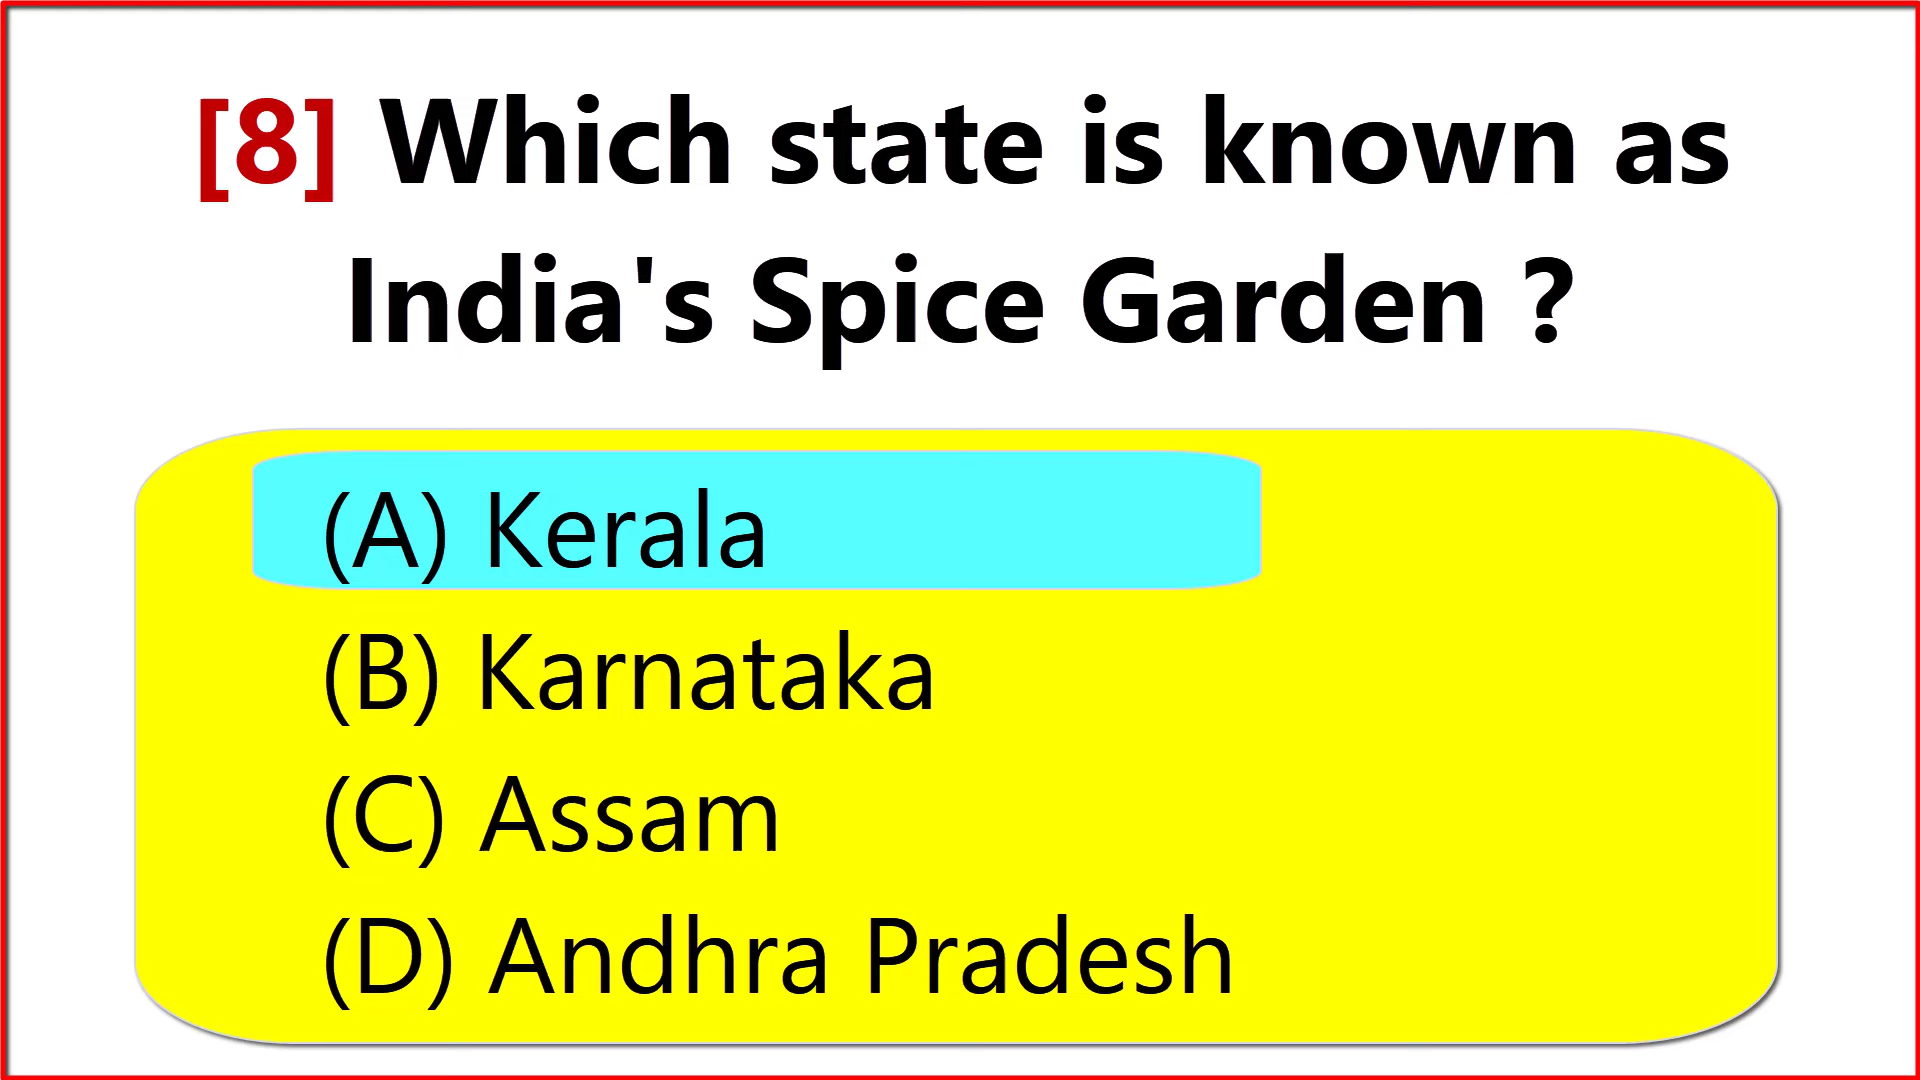 [8] Which state is known as
India's Spice Garden ?
(A) Kerala
(B) Karnataka
(C) Assam
(D) Andhra Pradesh